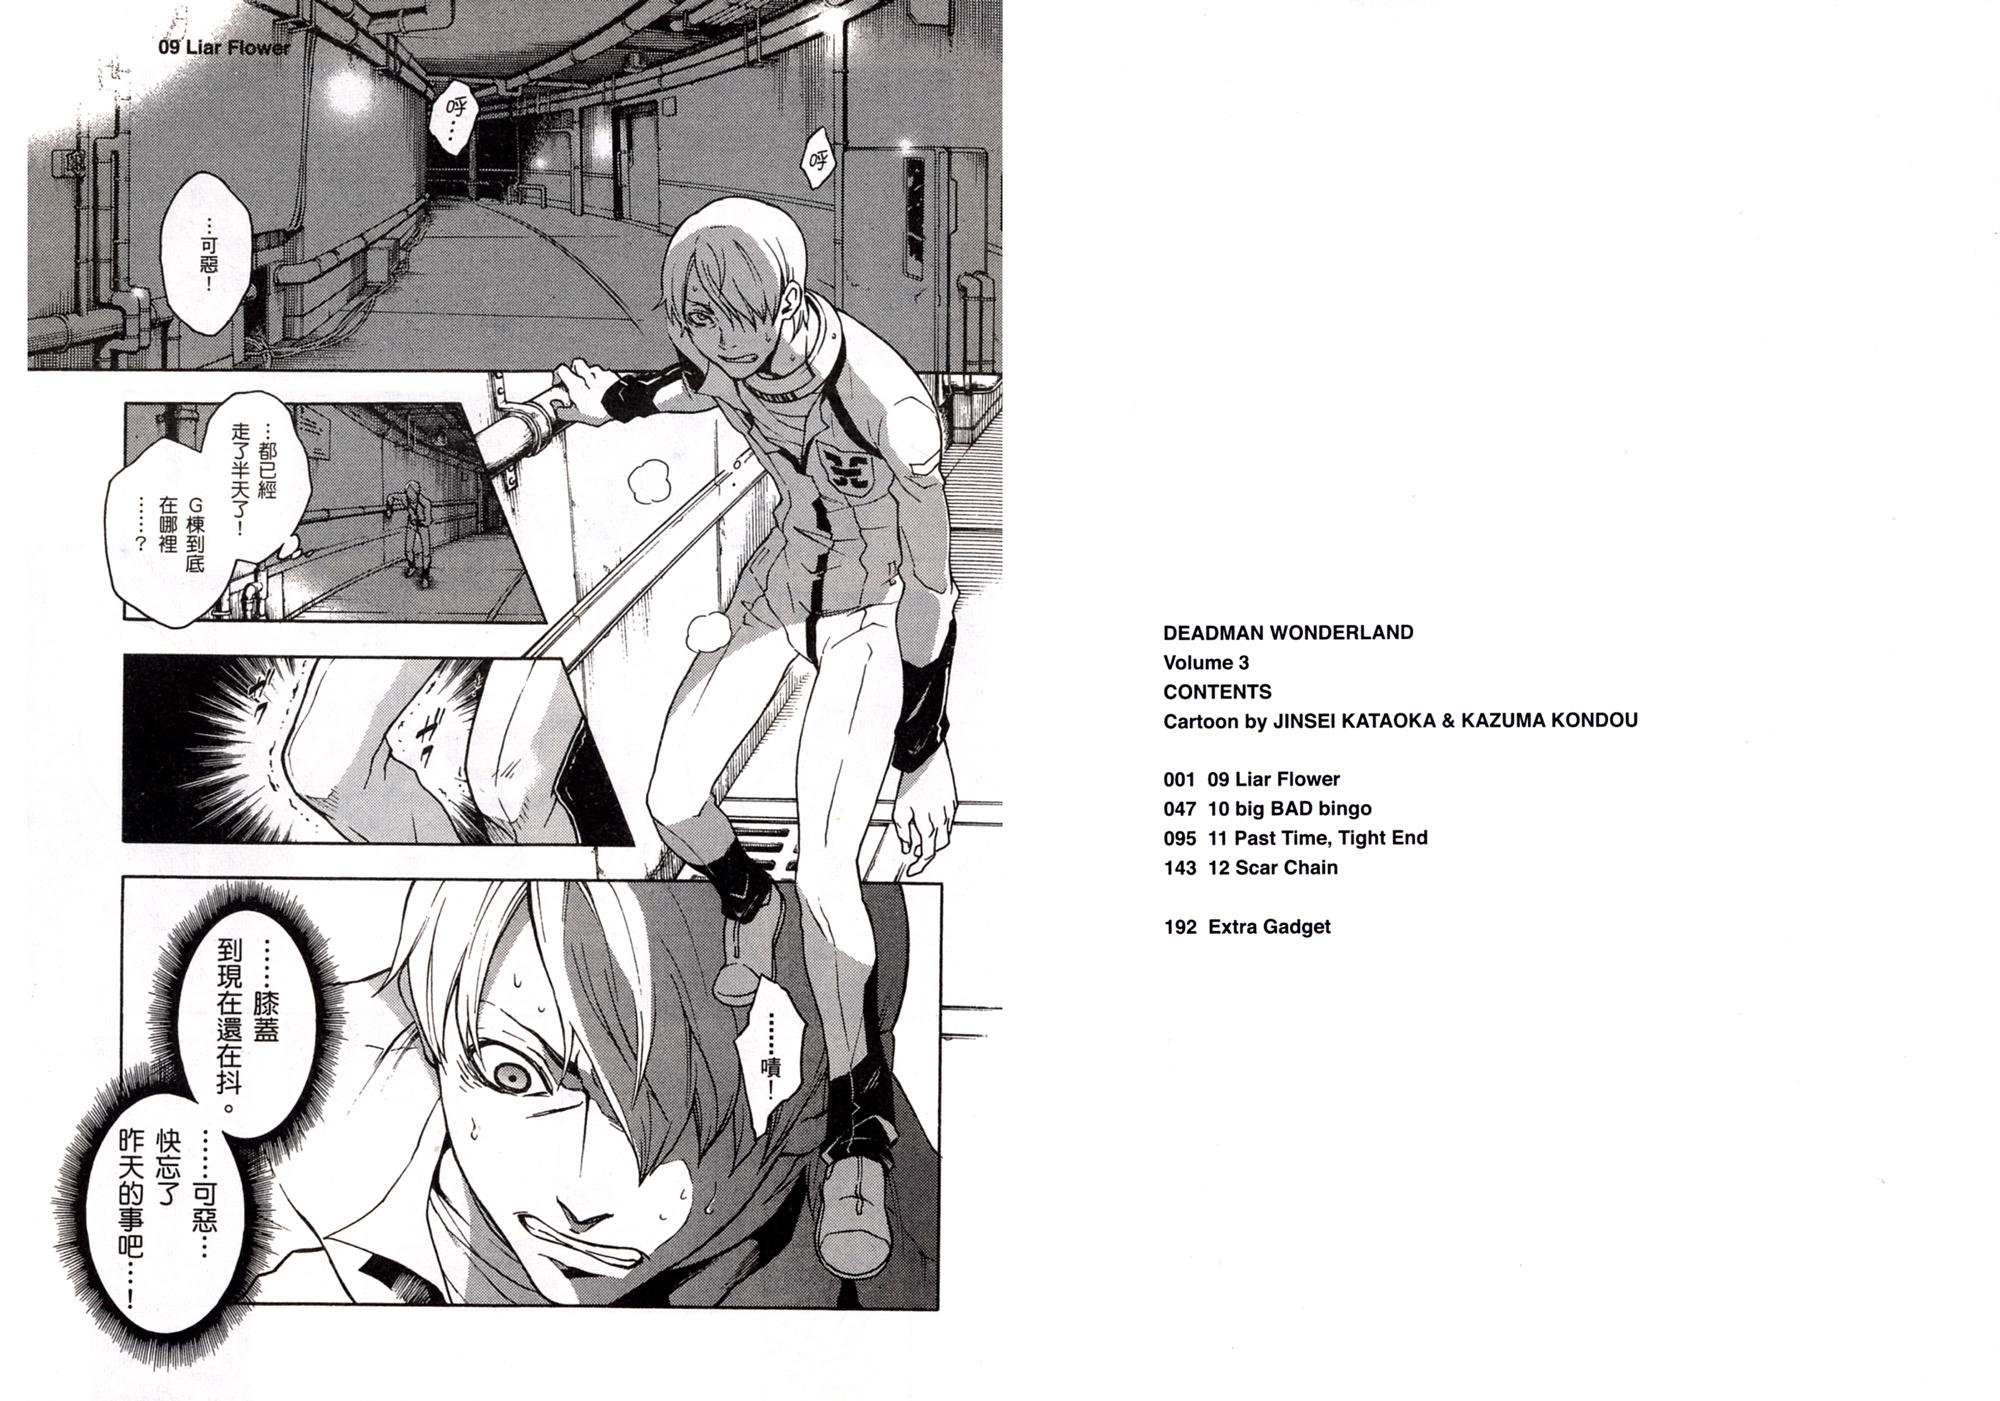 DEADMAN WONDERLAND
Volume 3
CONTENTS
Cartoon by JINSEI KATAOKA & KAZUMA KONDOU
001 09 Liar Flower
047 10 big BAD bingo
095 11 Past Time, Tight End
143 12 Scar Chain
192 Extra Gadget
09 Liar Flower
呼
呼…
…可惡！
…都已經
走了半天了！
G棟到底
在哪裡
……？
……嘖！
……膝蓋
到現在還在抖。
……可惡…
快忘了
昨天的事吧……！